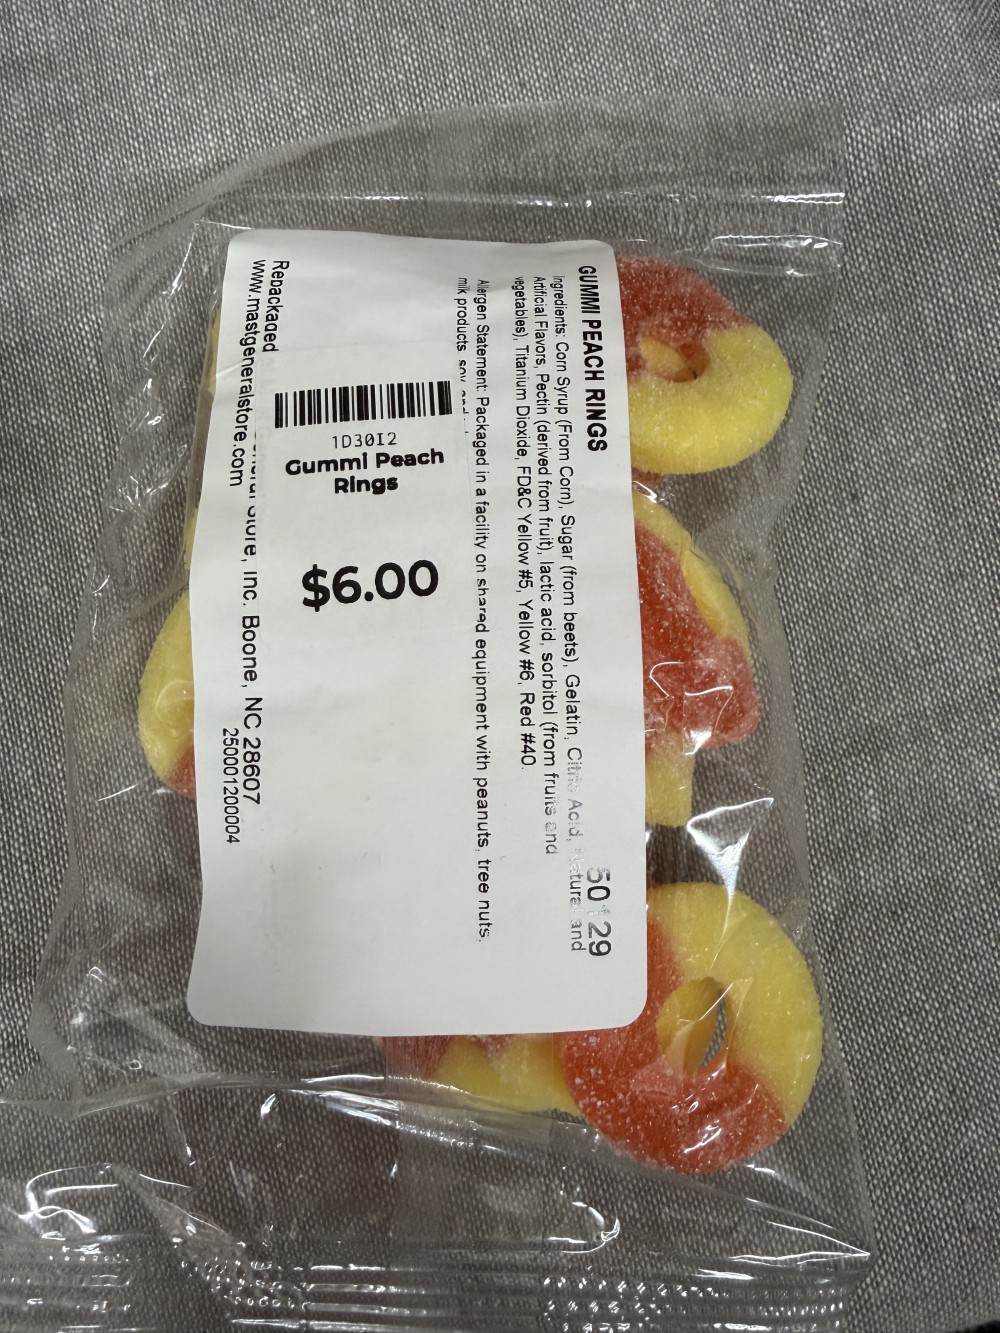 GUMMI PEACH RINGS
50129
Ingredients: Corn Syrup (From Corn), Sugar (from beets), Gelatin, Citric Acid, Natural and
Artificial Flavors, Pectin (derived from fruit), lactic acid, sorbitol (from fruits and
vegetables), Titanium Dioxide, FD&C Yellow #5, Yellow #6, Red #40.
Allergen Statement: Packaged in a facility on shared equipment with peanuts, tree nuts,
milk products, soy and
1D30I2
Gummi Peach
Rings
$6.00
Repackaged
Store, Inc. Boone, NC 28607
www.mastgeneralstore.com
250001200004